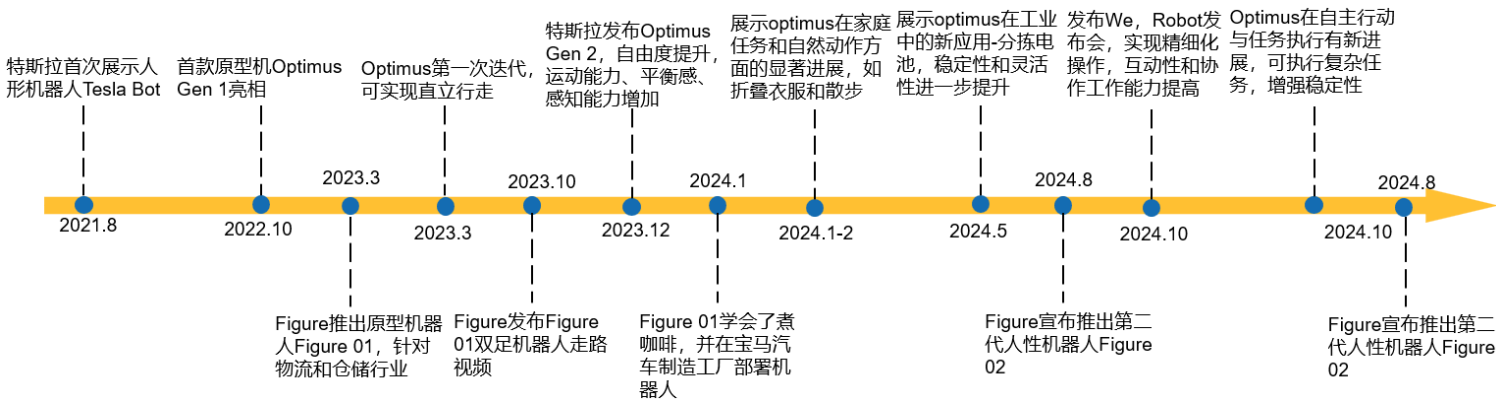 特斯拉首次展示人
形机器人Tesla Bot
首款原型机Optimus
Gen 1亮相
Optimus第一次迭代，
可实现直立行走
特斯拉发布Optimus
Gen 2，自由度提升，
运动能力、平衡感、
感知能力增加
展示optimus在家庭
任务和自然动作方
面的显著进展，如
折叠衣服和散步
展示optimus在工业
中的新应用-分拣电
池，稳定性和灵活
性进一步提升
发布We，Robot发
布会，实现精细化
操作，互动性和协
作工作能力提高
Optimus在自主行动
与任务执行有新进
展，可执行复杂任
务，增强稳定性
2023.3
2023.10
2024.1
2024.8
2024.8
2021.8
2022.10
2023.3
2023.12
2024.1-2
2024.5
2024.10
2024.10
Figure推出原型机器
人Figure 01，针对
物流和仓储行业
Figure发布Figure
01双足机器人走路
视频
Figure 01学会了煮
咖啡，并在宝马汽
车制造工厂部署机
器人
Figure宣布推出第二
代人性机器人Figure
02
Figure宣布推出第二
代人性机器人Figure
02